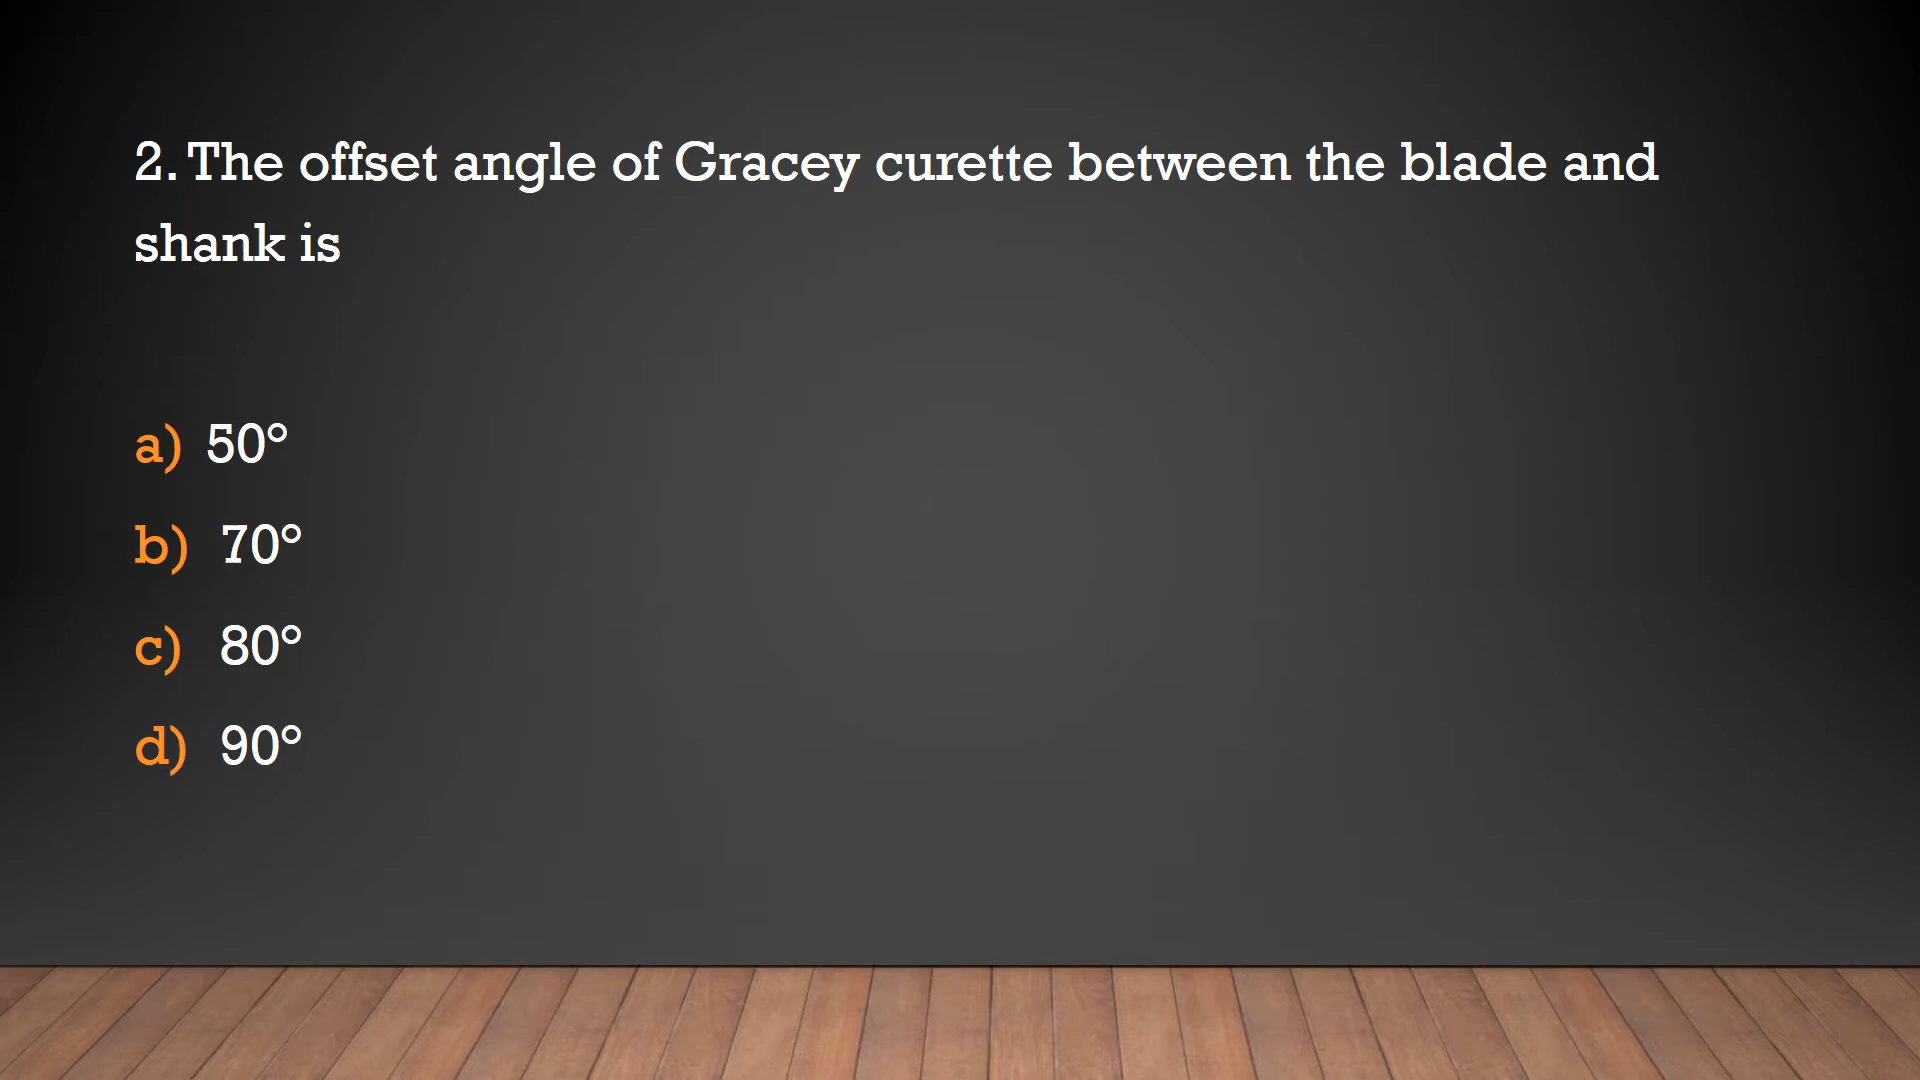 2. The offset angle of Gracey curette between the blade and
shank is
a) 50°
b) 70°
c) 80°
d) 90°